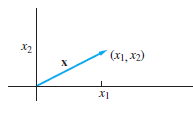 x₂
x
(x₁, x₂)
x₁